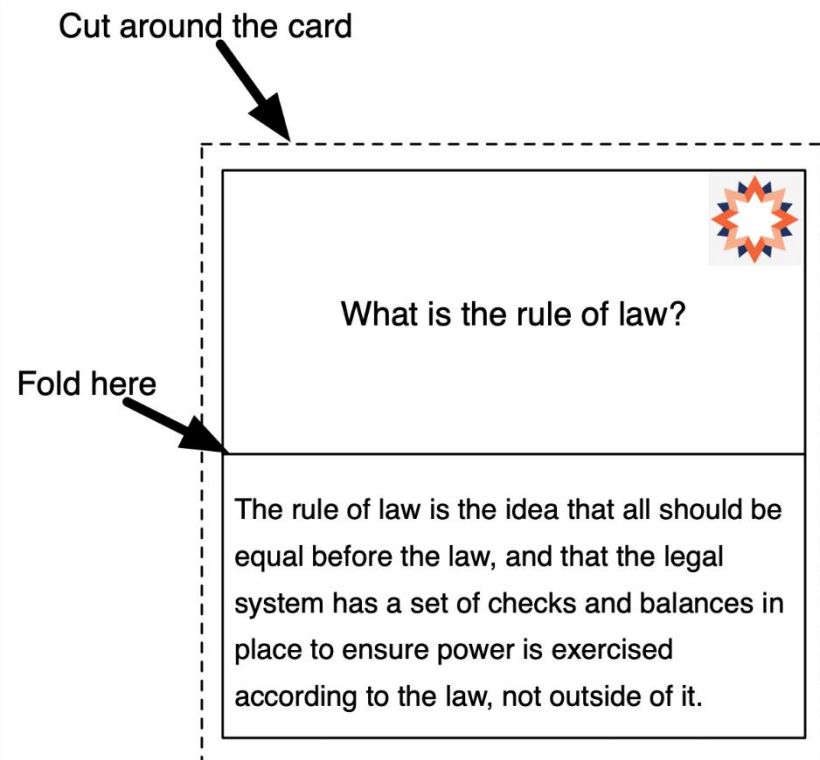 Cut around the card
What is the rule of law?
Fold here
The rule of law is the idea that all should be
equal before the law, and that the legal
system has a set of checks and balances in
place to ensure power is exercised
according to the law, not outside of it.